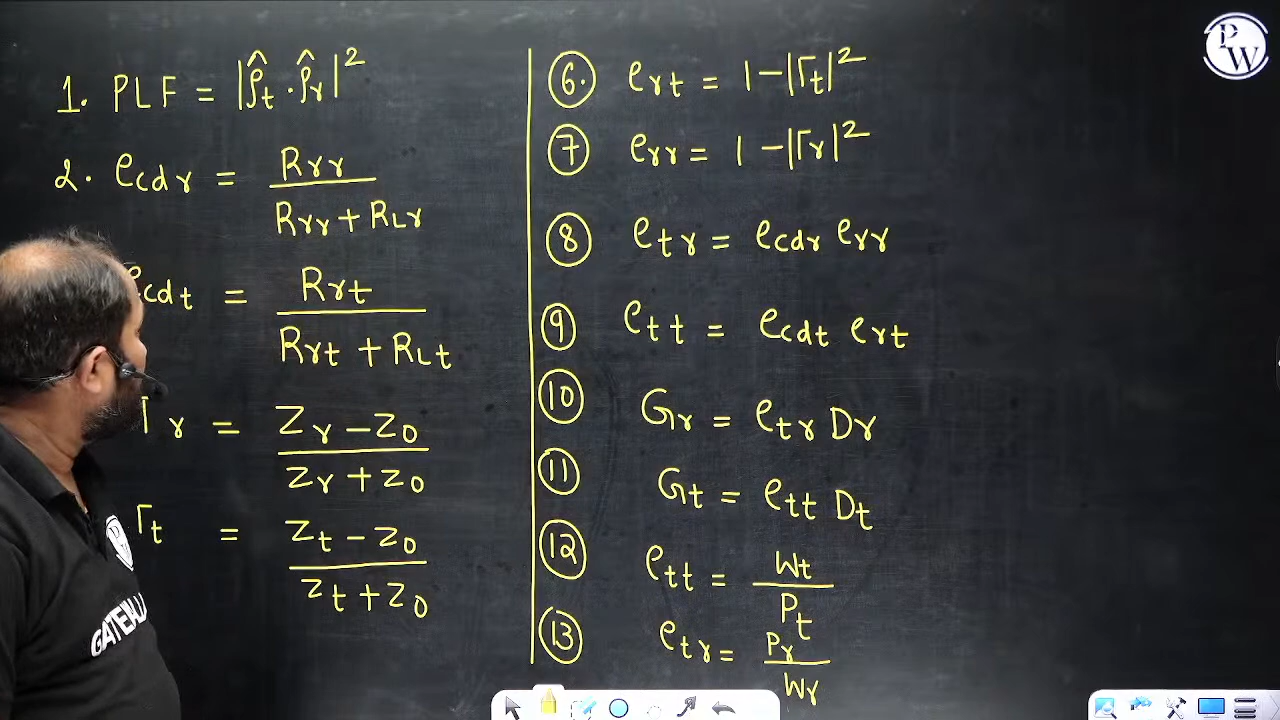 1. PLF = |ρ̂t . ρ̂r|²
2. ecdr = Rrr / (Rrr + RLr)
ecdt = Rrt / (Rrt + RLt)
Γr = (Zr - Z0) / (Zr + Z0)
Γt = (Zt - Z0) / (Zt + Z0)
⑥. ert = 1 - |Γt|²
⑦ err = 1 - |Γr|²
⑧ etr = ecdr err
⑨ ett = ecdt ert
⑩ Gr = etr Dr
⑪ Gt = ett Dt
⑫ ett = Wt / Pt
⑬ etr = Pr / Wr
PW
GATE